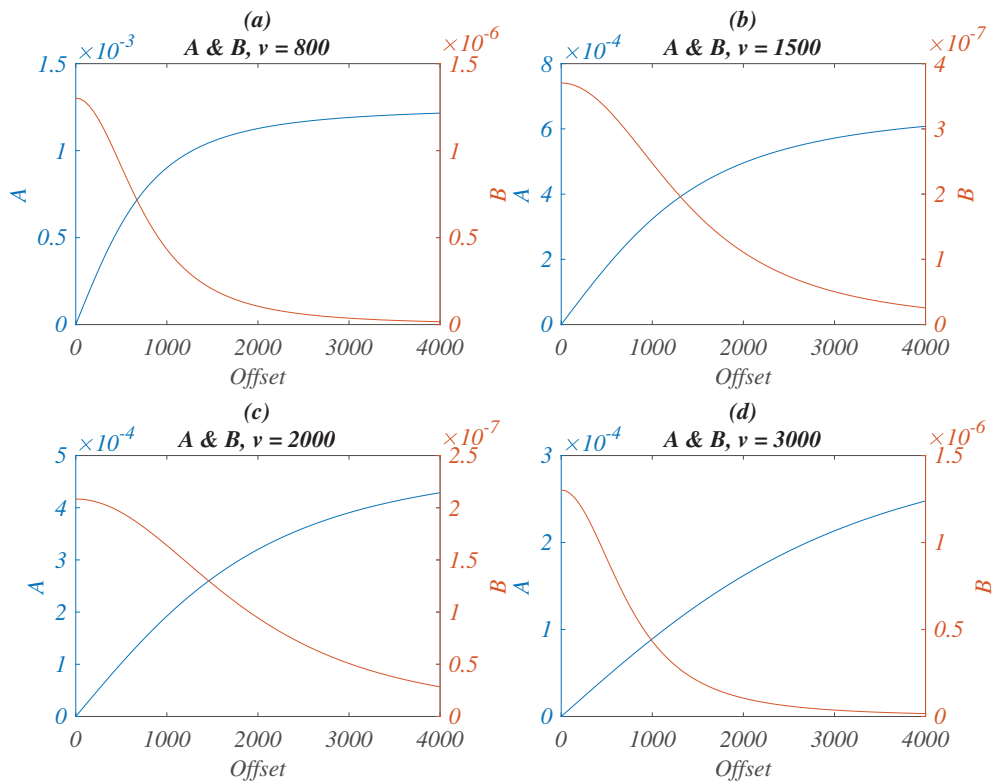 (a)
A & B, v = 800
×10-3
×10-6
1.5
1
0.5
0
A
1.5
1
0.5
0
B
0 1000 2000 3000 4000
Offset
(b)
A & B, v = 1500
×10-4
×10-7
8
6
4
2
0
A
4
3
2
1
0
B
0 1000 2000 3000 4000
Offset
(c)
A & B, v = 2000
×10-4
×10-7
5
4
3
2
1
0
A
2.5
2
1.5
1
0.5
0
B
0 1000 2000 3000 4000
Offset
(d)
A & B, v = 3000
×10-4
×10-6
3
2
1
0
A
1.5
1
0.5
0
B
0 1000 2000 3000 4000
Offset